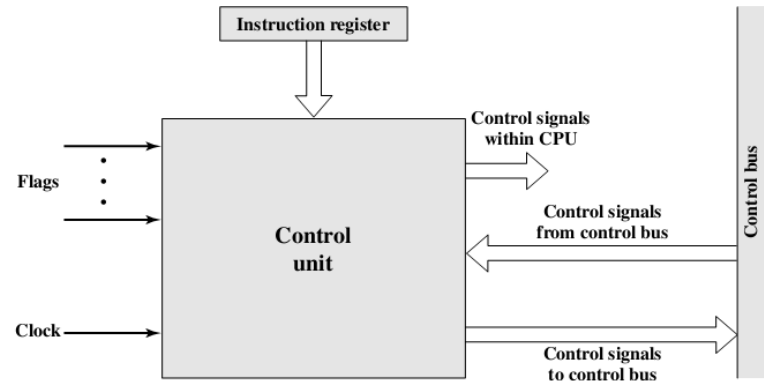 Instruction register
Control signals
within CPU
Flags
Control signals
from control bus
Control bus
Control
unit
Clock
Control signals
to control bus